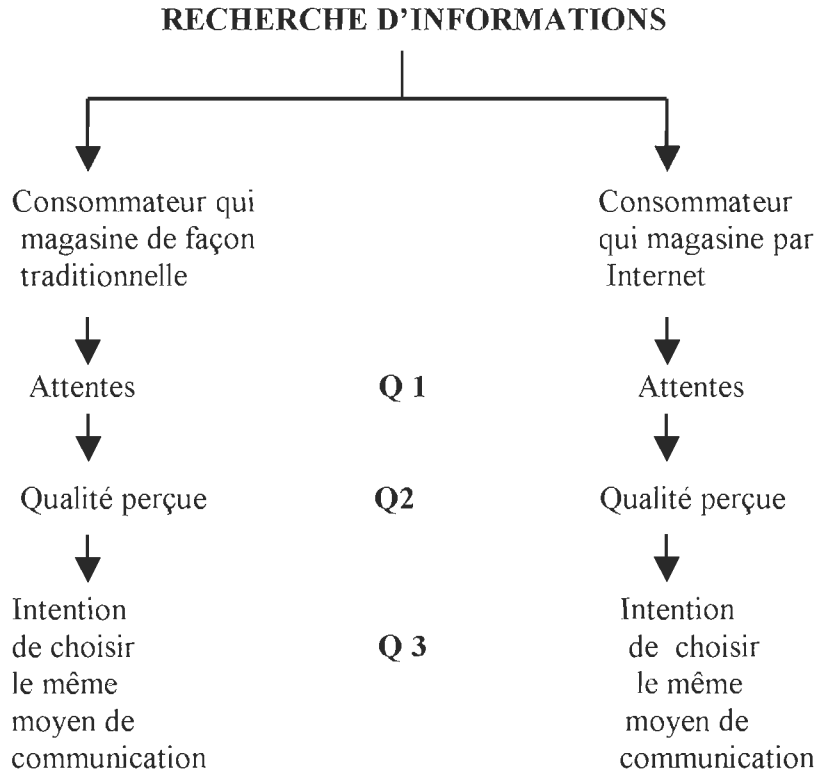 RECHERCHE D'INFORMATIONS
Consommateur qui
magasine de façon
traditionnelle
Consommateur
qui magasine par
Internet
Attentes
Q 1
Attentes
Qualité perçue
Q2
Qualité perçue
Intention
de choisir
le même
moyen de
communication
Q 3
Intention
de choisir
le même
moyen de
communication